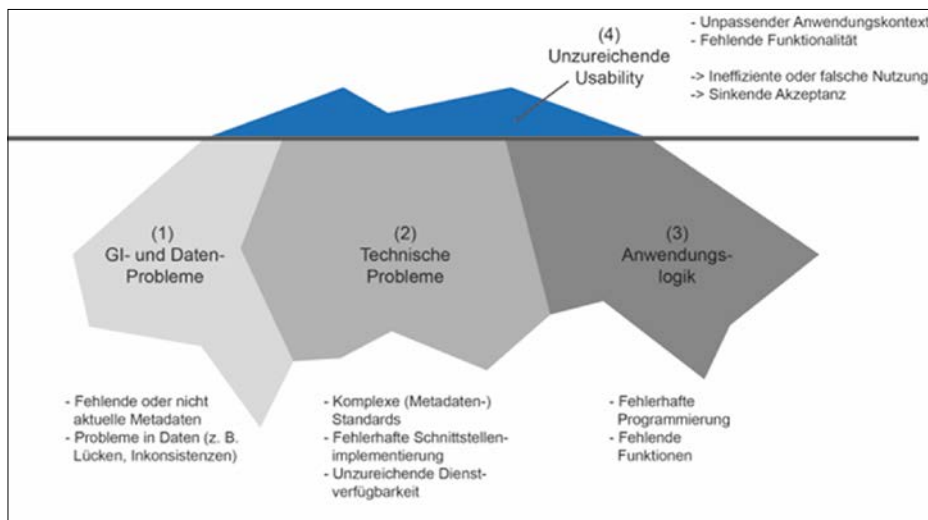 (4)
Unzureichende
Usability
- Unpassender Anwendungskontext
- Fehlende Funktionalität
-> Ineffiziente oder falsche Nutzung
-> Sinkende Akzeptanz
(1)
GI- und Daten-
Probleme
(2)
Technische
Probleme
(3)
Anwendungs-
logik
- Fehlende oder nicht
aktuelle Metadaten
- Probleme in Daten (z. B.
Lücken, Inkonsistenzen)
- Komplexe (Metadaten-)
Standards
- Fehlerhafte Schnittstellen-
implementierung
- Unzureichende Dienst-
verfügbarkeit
- Fehlerhafte
Programmierung
- Fehlende
Funktionen